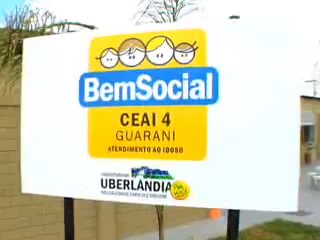 BemSocial
CEAI 4
GUARANI
ATENDIMENTO AO IDOSO
UBERLÂNDIA